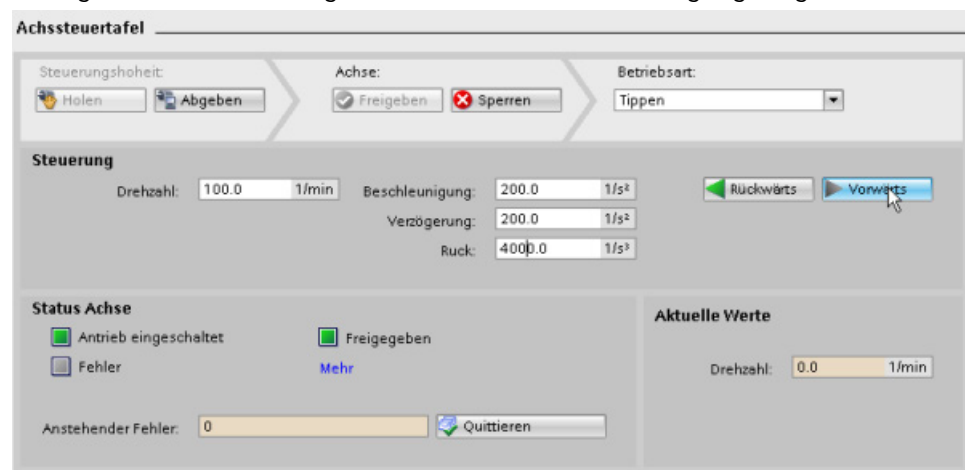 Achssteuertafel
Steuerungshoheit:
Holen
Abgeben
Achse:
Freigeben
Sperren
Betriebsart:
Tippen
Steuerung
Drehzahl: 100.0 1/min
Beschleunigung: 200.0 1/s²
Verzögerung: 200.0 1/s²
Ruck: 4000.0 1/s³
Rückwärts
Vorwärts
Status Achse
Antrieb eingeschaltet
Freigegeben
Fehler
Mehr
Anstehender Fehler: 0
Quittieren
Aktuelle Werte
Drehzahl: 0.0 1/min